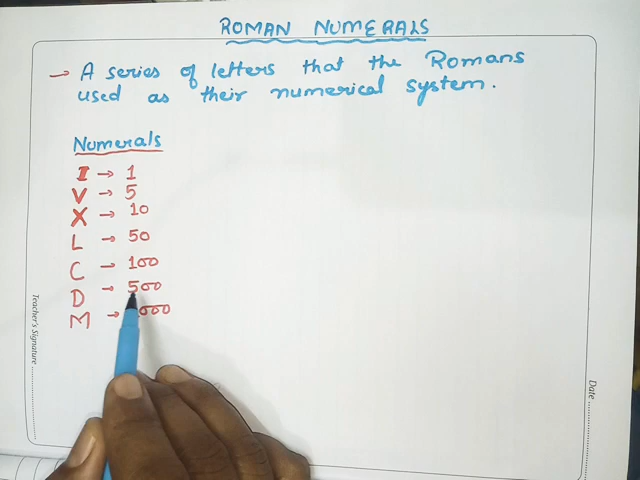 ROMAN NUMERALS
→ A series of letters that the Romans
used as their numerical system.
Numerals
I → 1
V → 5
X → 10
L → 50
C → 100
D → 500
M → 000
Teacher's Signature ..................
Date ..................